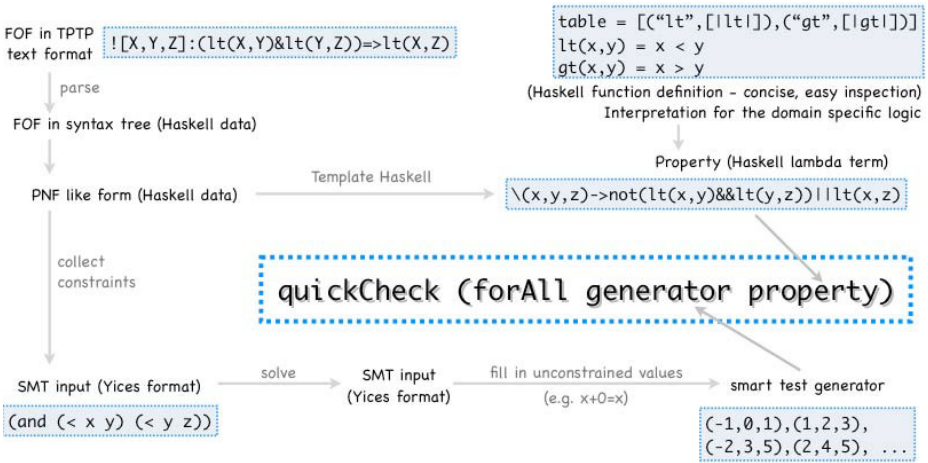 FOF in TPTP
text format
![X,Y,Z]:(lt(X,Y)&lt(Y,Z))=>lt(X,Z)
table = [(“lt”,[|lt|]),(“gt”,[|gt|])]
lt(x,y) = x < y
gt(x,y) = x > y
(Haskell function definition - concise, easy inspection)
Interpretation for the domain specific logic
parse
FOF in syntax tree (Haskell data)
PNF like form (Haskell data)
Template Haskell
Property (Haskell lambda term)
\(x,y,z)->not(lt(x,y)&&lt(y,z))||lt(x,z)
collect
constraints
quickCheck (forAll generator property)
SMT input (Yices format)
(and (< x y) (< y z))
solve
SMT input
(Yices format)
fill in unconstrained values
(e.g. x+0=x)
smart test generator
(-1,0,1),(1,2,3),
(-2,3,5),(2,4,5), ...